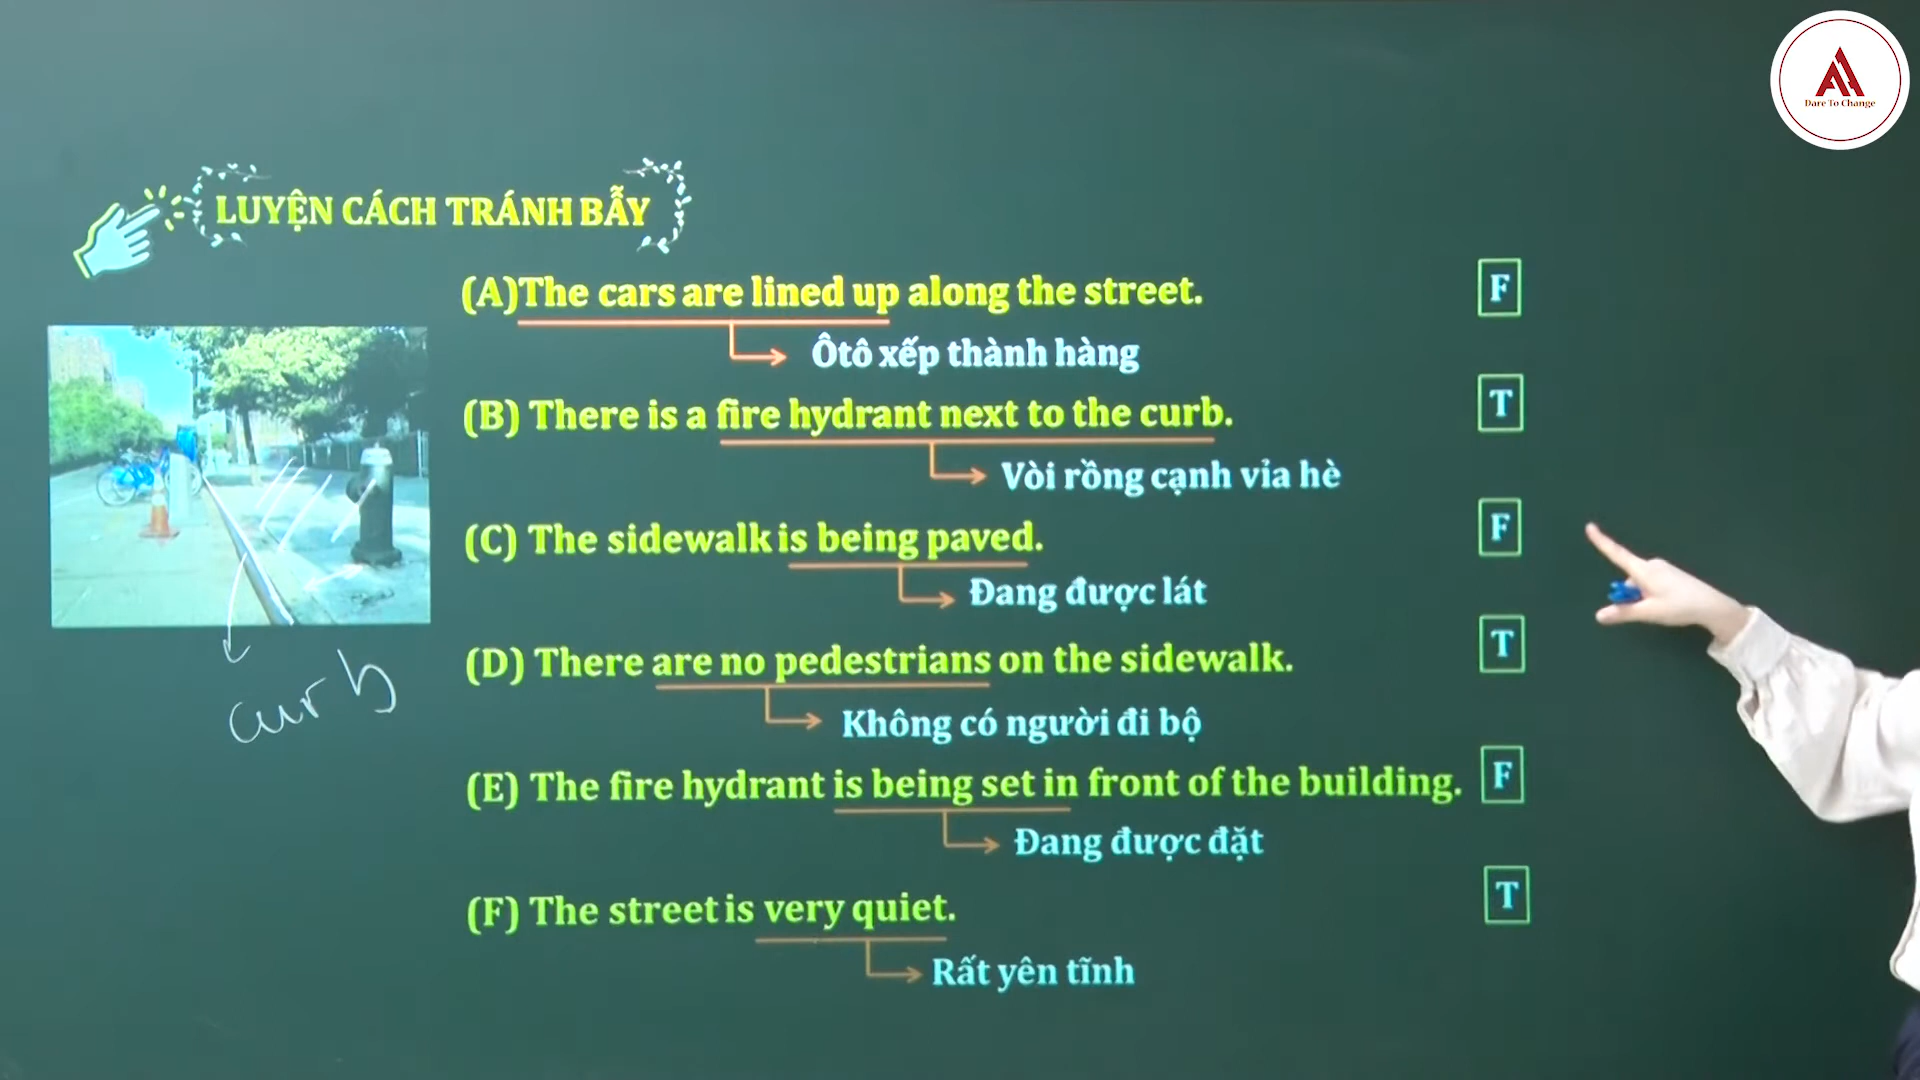 Dare To Change
LUYỆN CÁCH TRÁNH BẪY
(A)The cars are lined up along the street.
F
Ôtô xếp thành hàng
(B) There is a fire hydrant next to the curb.
T
Vòi rồng cạnh vỉa hè
(C) The sidewalk is being paved.
F
Đang được lát
(D) There are no pedestrians on the sidewalk.
T
Không có người đi bộ
curb
(E) The fire hydrant is being set in front of the building.
F
Đang được đặt
(F) The street is very quiet.
T
Rất yên tĩnh